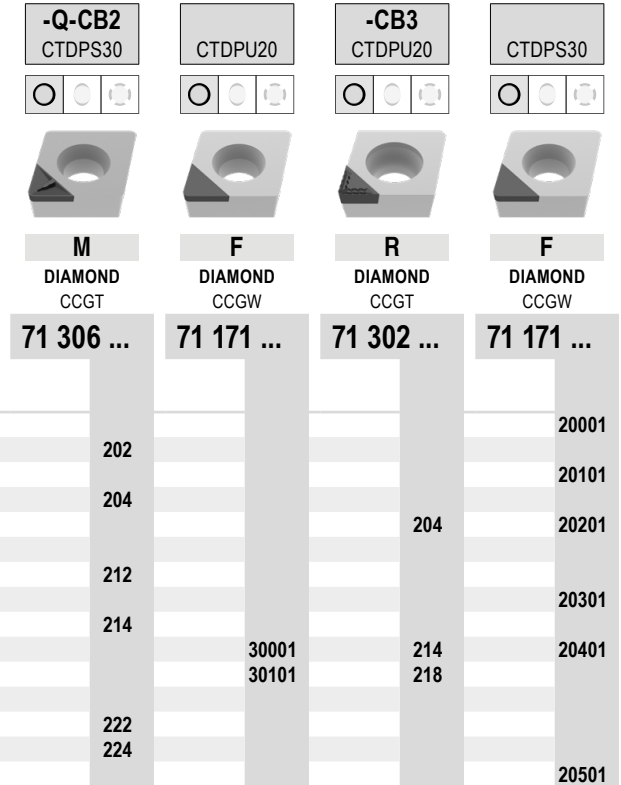 -Q-CB2 -CB3
CTDPS30 CTDPU20 CTDPU20 CTDPS30
M F R F
DIAMOND DIAMOND DIAMOND DIAMOND
CCGT CCGW CCGT CCGW
71 306 ... 71 171 ... 71 302 ... 71 171 ...
20001
202
20101
204
204 20201
212
20301
214
30001 214 20401
30101 218
222
224
20501